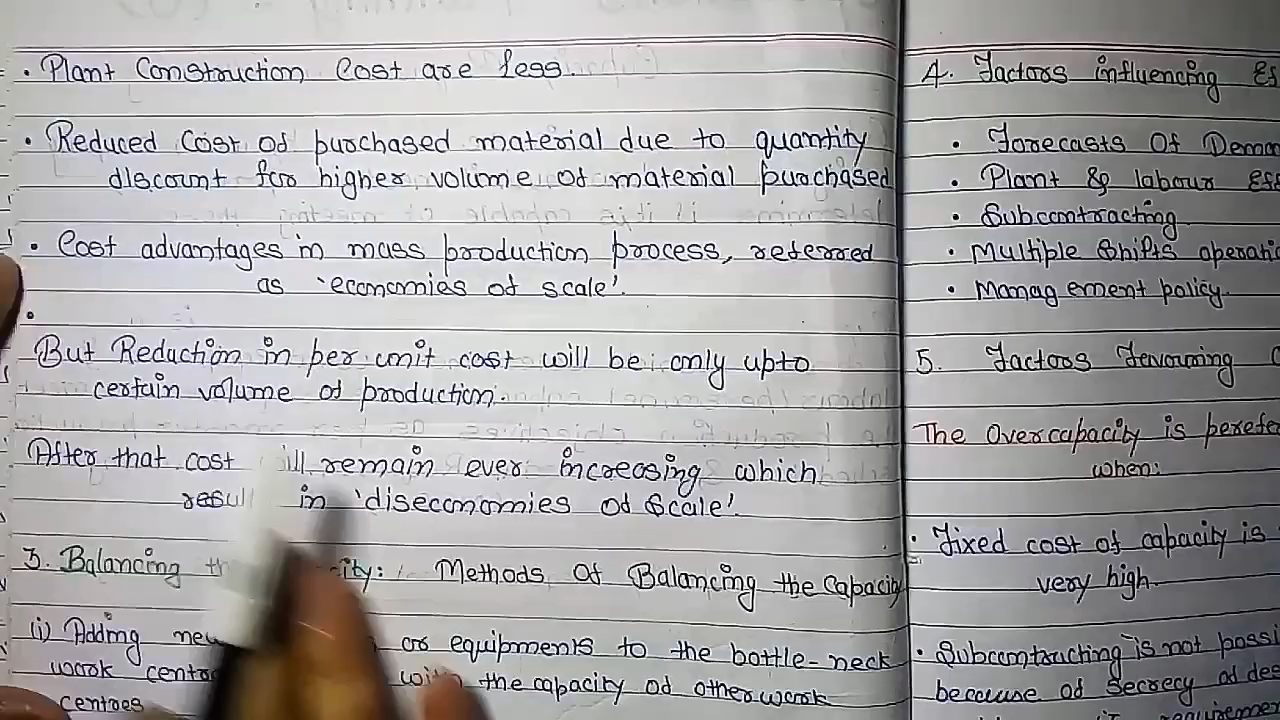 • Plant Construction Cost are less.
• Reduced Cost of purchased material due to quantity
discount for higher volume of material purchased
• Cost advantages in mass production process, referred
as 'economies of scale'.
•
But Reduction in per unit cost will be only upto
certain volume of production.
After that cost remain ever increasing which
result in 'diseconomies of scale'.
3. Balancing Methods of Balancing the Capacity
(i) Adding or equipments to the bottle-neck
work with the capacity of other work
centres
4. Factors influencing
• Forecasts Of
• Plant & labour
• Subcontracting
• Multiple Shifts
• Management policy.
5. Factors Favouring
The Overcapacity is
when:
• Fixed cost of capacity is
very high.
• Subcontracting is not
because of Secrecy of